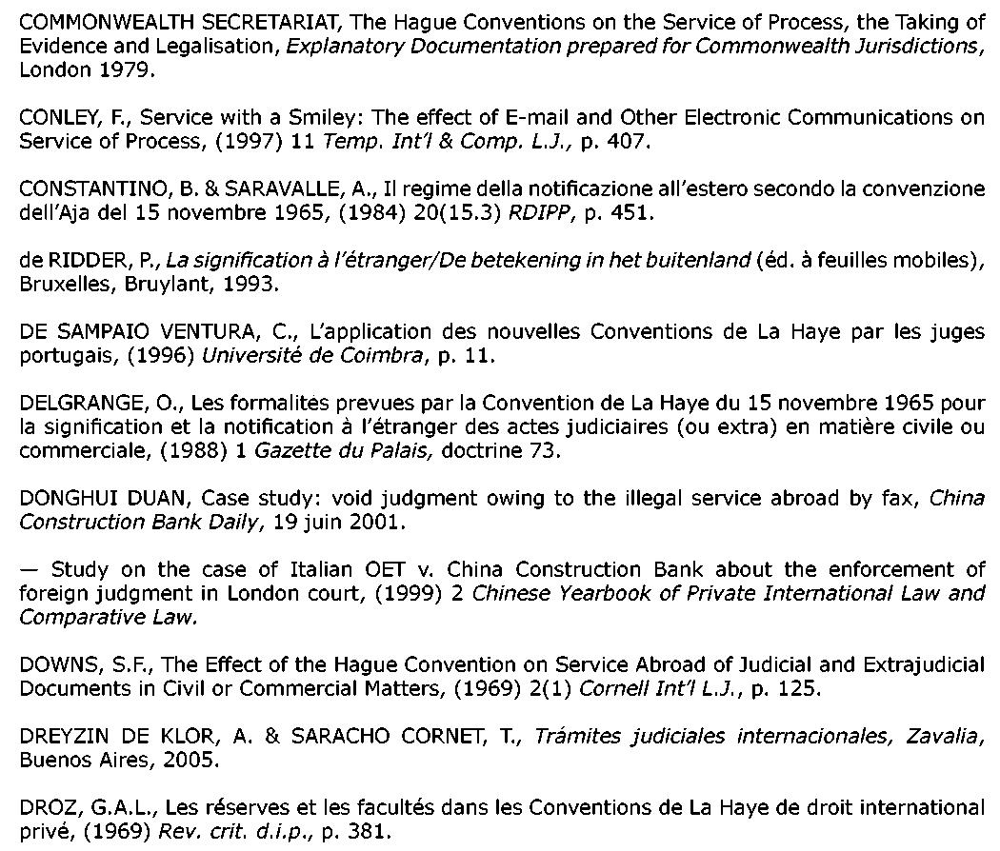 COMMONWEALTH SECRETARIAT, The Hague Conventions on the Service of Process, the Taking of
Evidence and Legalisation, Explanatory Documentation prepared for Commonwealth Jurisdictions,
London 1979.
CONLEY, F., Service with a Smiley: The effect of E-mail and Other Electronic Communications on
Service of Process, (1997) 11 Temp. Int'l & Comp. L.J., p. 407.
CONSTANTINO, B. & SARAVALLE, A., Il regime della notificazione all'estero secondo la convenzione
dell'Aja del 15 novembre 1965, (1984) 20(15.3) RDIPP, p. 451.
de RIDDER, P., La signification à l'étranger/De betekening in het buitenland (éd. à feuilles mobiles),
Bruxelles, Bruylant, 1993.
DE SAMPAIO VENTURA, C., L'application des nouvelles Conventions de La Haye par les juges
portugais, (1996) Université de Coimbra, p. 11.
DELGRANGE, O., Les formalités prevues par la Convention de La Haye du 15 novembre 1965 pour
la signification et la notification à l'étranger des actes judiciaires (ou extra) en matière civile ou
commerciale, (1988) 1 Gazette du Palais, doctrine 73.
DONGHUI DUAN, Case study: void judgment owing to the illegal service abroad by fax, China
Construction Bank Daily, 19 juin 2001.
— Study on the case of Italian OET v. China Construction Bank about the enforcement of
foreign judgment in London court, (1999) 2 Chinese Yearbook of Private International Law and
Comparative Law.
DOWNS, S.F., The Effect of the Hague Convention on Service Abroad of Judicial and Extrajudicial
Documents in Civil or Commercial Matters, (1969) 2(1) Cornell Int'l L.J., p. 125.
DREYZIN DE KLOR, A. & SARACHO CORNET, T., Trámites judiciales internacionales, Zavalia,
Buenos Aires, 2005.
DROZ, G.A.L., Les réserves et les facultés dans les Conventions de La Haye de droit international
privé, (1969) Rev. crit. d.i.p., p. 381.